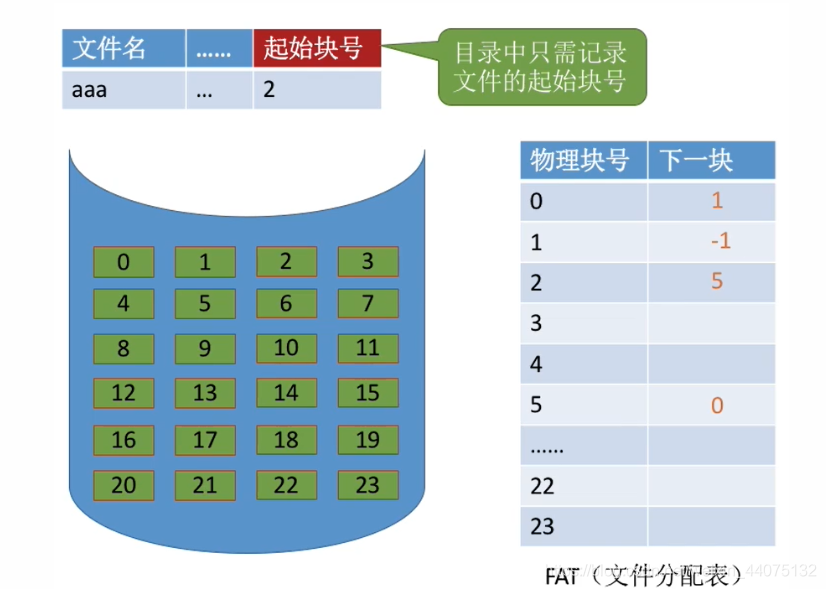 文件名 …… 起始块号
aaa … 2
目录中只需记录
文件的起始块号
0 1 2 3
4 5 6 7
8 9 10 11
12 13 14 15
16 17 18 19
20 21 22 23
物理块号 下一块
0 1
1 -1
2 5
3
4
5 0
……
22
23
FAT（文件分配表）
_44075132